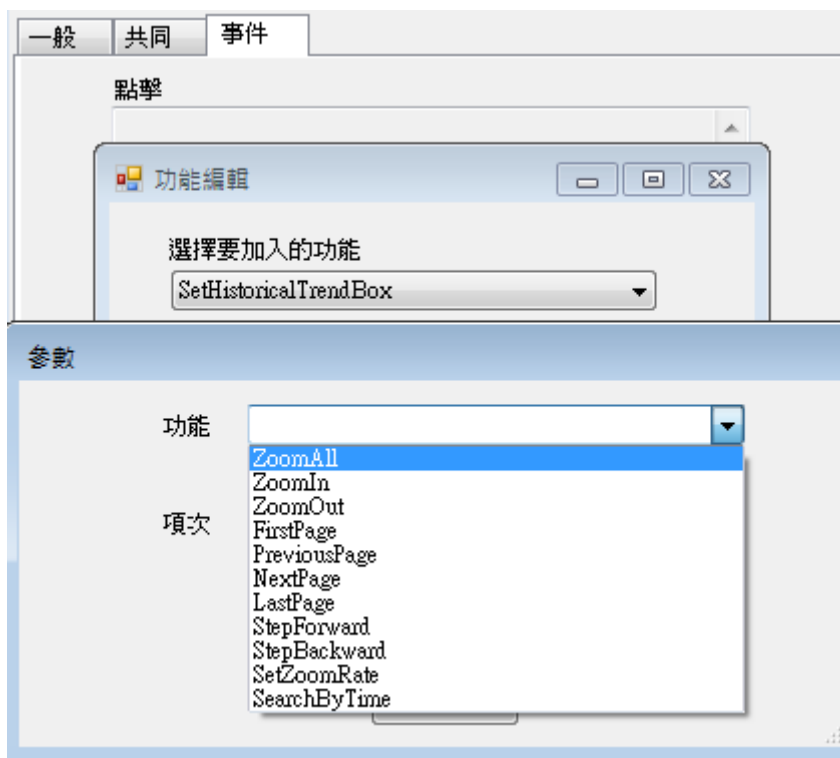 一般 共同 事件
點擊
功能編輯
選擇要加入的功能
SetHistoricalTrendBox
參數
功能
ZoomAll
ZoomIn
ZoomOut
FirstPage
項次
PreviousPage
NextPage
LastPage
StepForward
StepBackward
SetZoomRate
SearchByTime